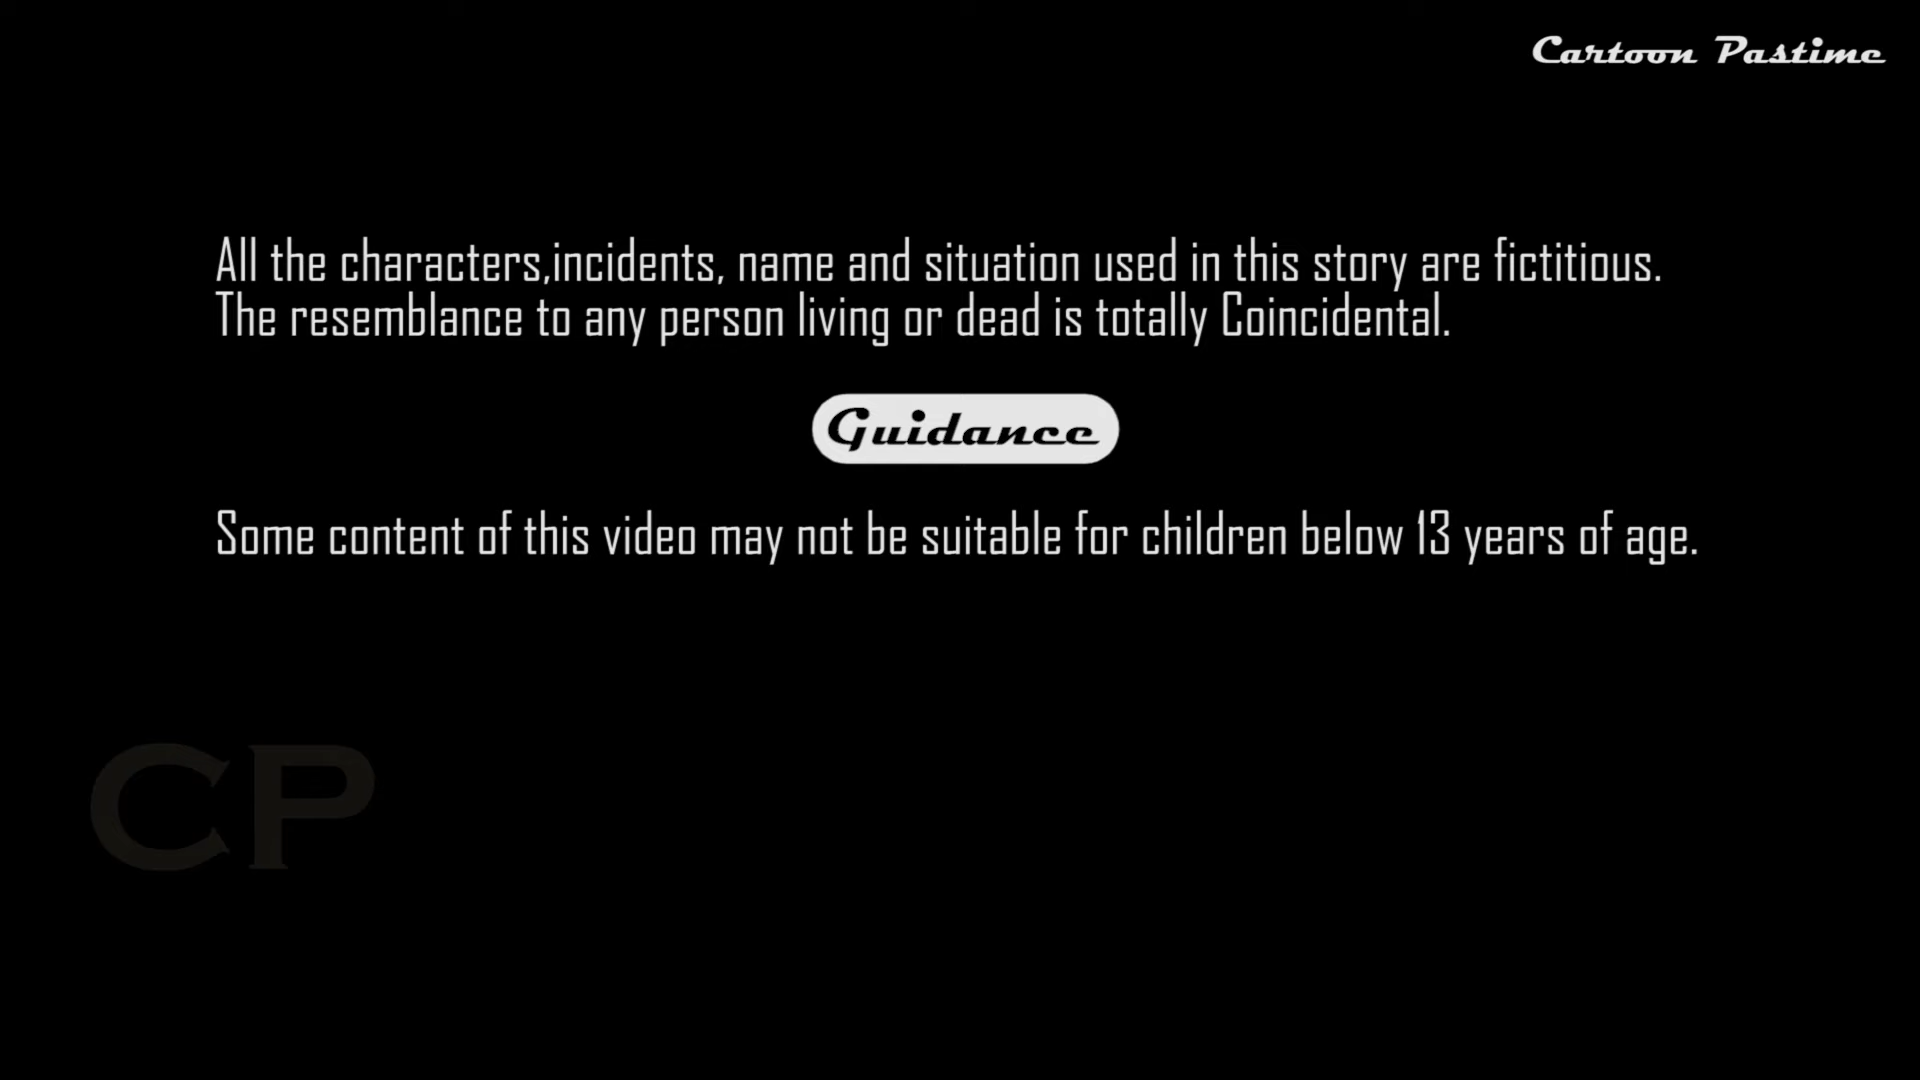 Cartoon Pastime
All the characters,incidents, name and situation used in this story are fictitious.
The resemblance to any person living or dead is totally Coincidental.
Guidance
Some content of this video may not be suitable for children below 13 years of age.
CP